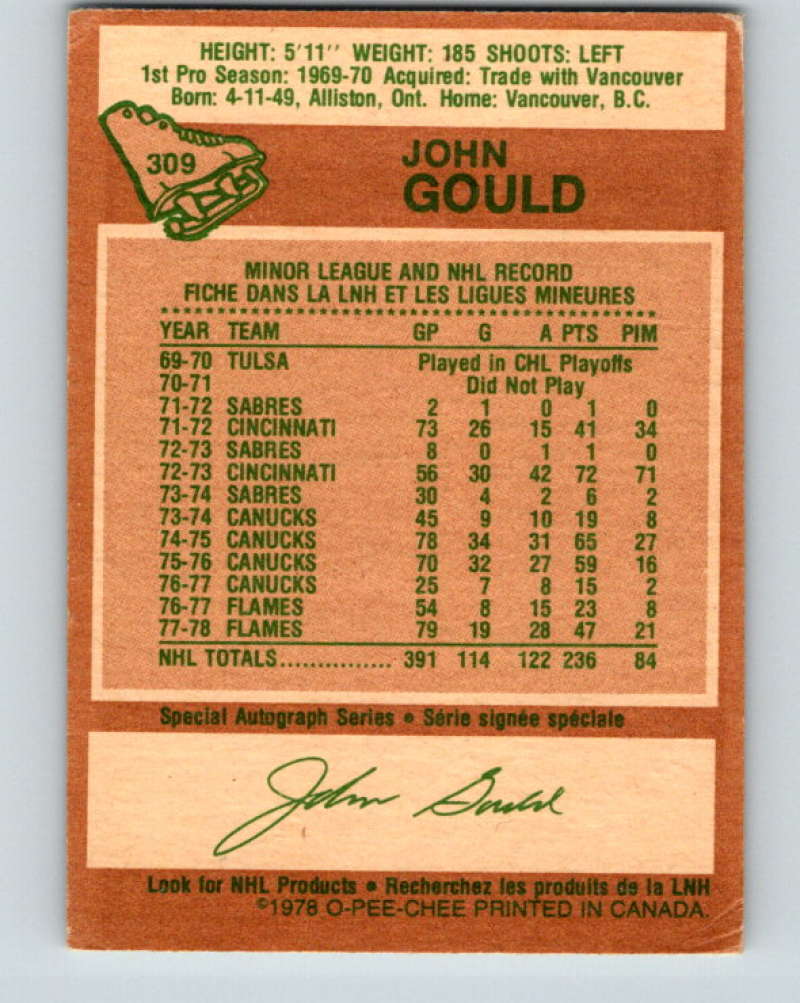 HEIGHT: 5'11'' WEIGHT: 185 SHOOTS: LEFT
1st Pro Season: 1969-70 Acquired: Trade with Vancouver
Born: 4-11-49, Alliston, Ont. Home: Vancouver, B.C.
309
JOHN
GOULD
MINOR LEAGUE AND NHL RECORD
FICHE DANS LA LNH ET LES LIGUES MINEURES
YEAR TEAM GP G A PTS PIM
69-70 TULSA Played in CHL Playoffs
70-71 Did Not Play
71-72 SABRES 2 1 0 1 0
71-72 CINCINNATI 73 26 15 41 34
72-73 SABRES 8 0 1 1 0
72-73 CINCINNATI 56 30 42 72 71
73-74 SABRES 30 4 2 6 2
73-74 CANUCKS 45 9 10 19 8
74-75 CANUCKS 78 34 31 65 27
75-76 CANUCKS 70 32 27 59 16
76-77 CANUCKS 25 7 8 15 2
76-77 FLAMES 54 8 15 23 8
77-78 FLAMES 79 19 28 47 21
NHL TOTALS............... 391 114 122 236 84
Special Autograph Series • Série signée spéciale
John Gould
Look for NHL Products • Recherchez les produits de la LNH
©1978 O-PEE-CHEE PRINTED IN CANADA.